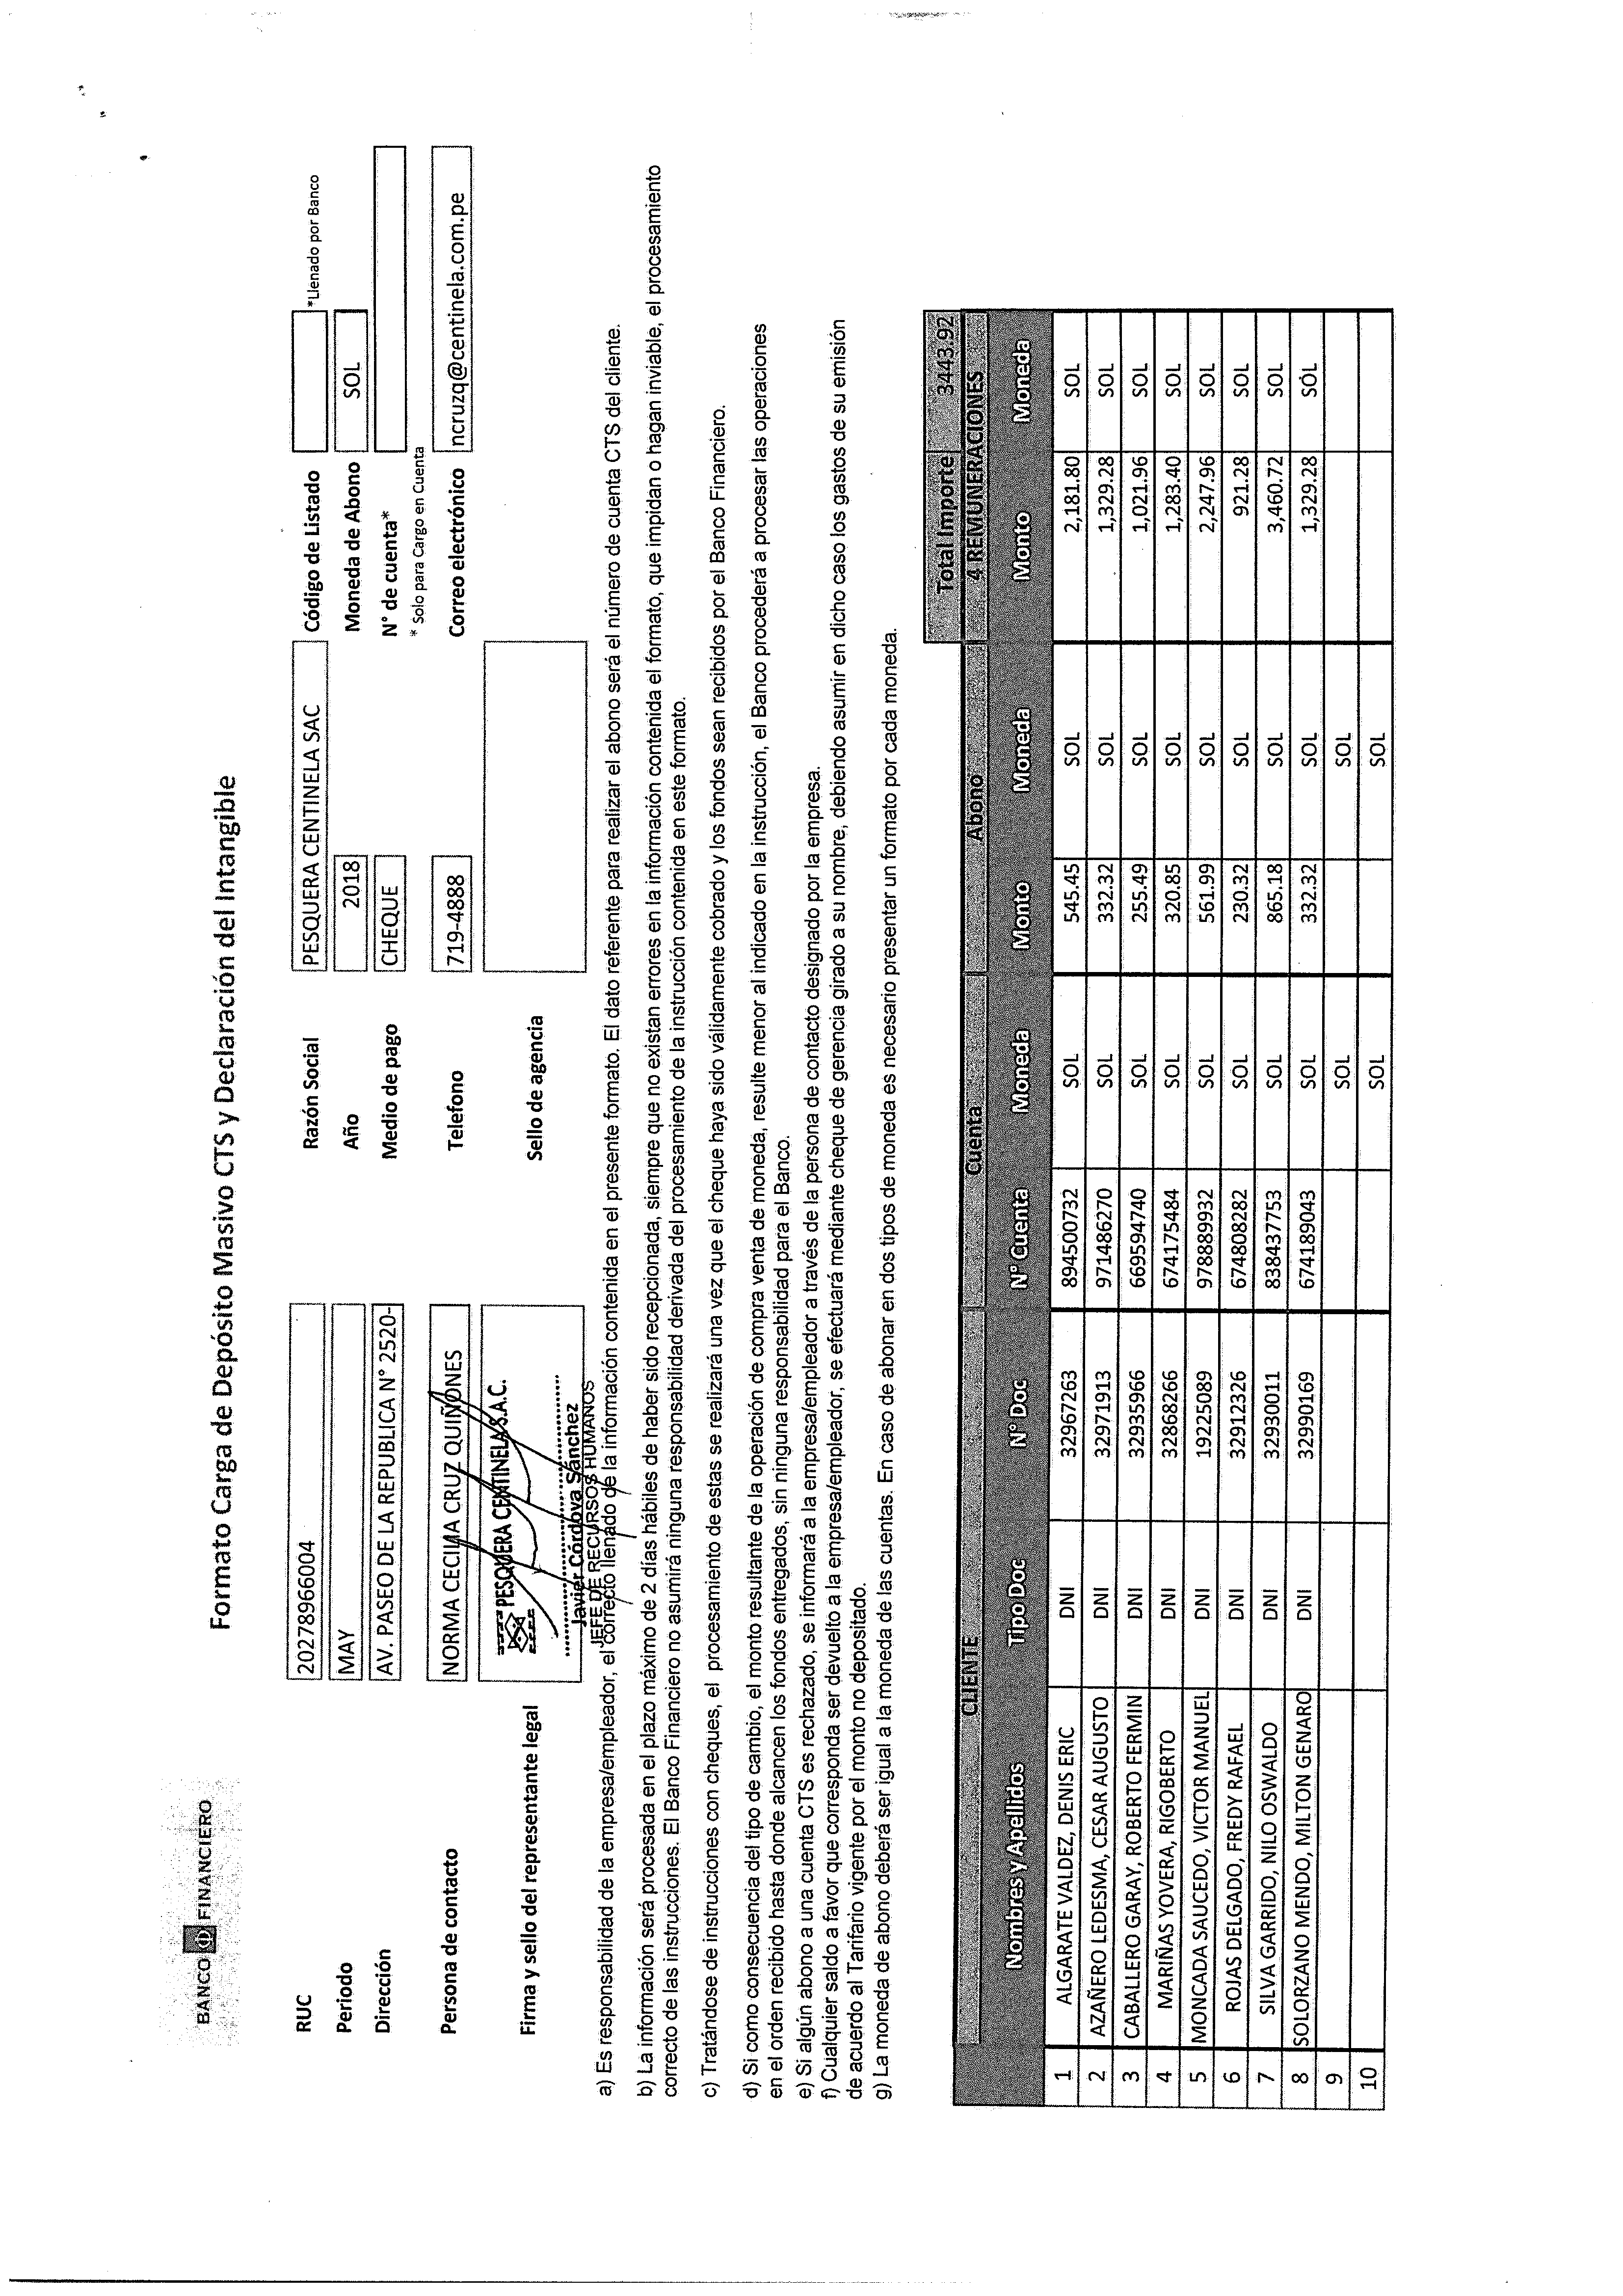 BANCO FINANCIERO
Formato Carga de Depósito Masivo CTS y Declaración del Intangible
RUC 20278966004 Razón Social PESQUERA CENTINELA SAC Código de Listado *Llenado por Banco
Periodo MAY Año 2018 Moneda de Abono SOL
Dirección AV. PASEO DE LA REPUBLICA N° 2520- Medio de pago CHEQUE N° de cuenta*
* Solo para Cargo en Cuenta
Persona de contacto NORMA CECILIA CRUZ QUIÑONES Telefono 719-4888 Correo electrónico ncruzq@centinela.com.pe
Firma y sello del representante legal Sello de agencia
PESQUERA CENTINELA S.A.C.
Javier Córdova Sánchez
JEFE DE RECURSOS HUMANOS
a) Es responsabilidad de la empresa/empleador, el correcto llenado de la información contenida en el presente formato. El dato referente para realizar el abono será el número de cuenta CTS del cliente.
b) La información será procesada en el plazo máximo de 2 días hábiles de haber sido recepcionada, siempre que no existan errores en la información contenida el formato, que impidan o hagan inviable, el procesamiento
correcto de las instrucciones. El Banco Financiero no asumirá ninguna responsabilidad derivada del procesamiento de la instrucción contenida en este formato.
c) Tratándose de instrucciones con cheques, el procesamiento de estas se realizará una vez que el cheque haya sido válidamente cobrado y los fondos sean recibidos por el Banco Financiero.
d) Si como consecuencia del tipo de cambio, el monto resultante de la operación de compra venta de moneda, resulte menor al indicado en la instrucción, el Banco procederá a procesar las operaciones
en el orden recibido hasta donde alcancen los fondos entregados, sin ninguna responsabilidad para el Banco.
e) Si algún abono a una cuenta CTS es rechazado, se informará a la empresa/empleador a través de la persona de contacto designado por la empresa.
f) Cualquier saldo a favor que corresponda ser devuelto a la empresa/empleador, se efectuará mediante cheque de gerencia girado a su nombre, debiendo asumir en dicho caso los gastos de su emisión
de acuerdo al Tarifario vigente por el monto no depositado.
g) La moneda de abono deberá ser igual a la moneda de las cuentas. En caso de abonar en dos tipos de moneda es necesario presentar un formato por cada moneda.
Total Importe 3443.92
CLIENTE Cuenta Abono 4 REMUNERACIONES
Nombres y Apellidos Tipo Doc N° Doc N° Cuenta Moneda Monto Moneda Monto Moneda
1 ALGARATE VALDEZ, DENIS ERIC DNI 32967263 894500732 SOL 545.45 SOL 2,181.80 SOL
2 AZAÑERO LEDESMA, CESAR AUGUSTO DNI 32971913 971486270 SOL 332.32 SOL 1,329.28 SOL
3 CABALLERO GARAY, ROBERTO FERMIN DNI 32935966 669594740 SOL 255.49 SOL 1,021.96 SOL
4 MARIÑAS YOVERA, RIGOBERTO DNI 32868266 674175484 SOL 320.85 SOL 1,283.40 SOL
5 MONCADA SAUCEDO, VICTOR MANUEL DNI 19225089 978889932 SOL 561.99 SOL 2,247.96 SOL
6 ROJAS DELGADO, FREDY RAFAEL DNI 32912326 674808282 SOL 230.32 SOL 921.28 SOL
7 SILVA GARRIDO, NILO OSWALDO DNI 32930011 838437753 SOL 865.18 SOL 3,460.72 SOL
8 SOLORZANO MENDO, MILTON GENARO DNI 32990169 674189043 SOL 332.32 SOL 1,329.28 SOL
9 SOL SOL
10 SOL SOL